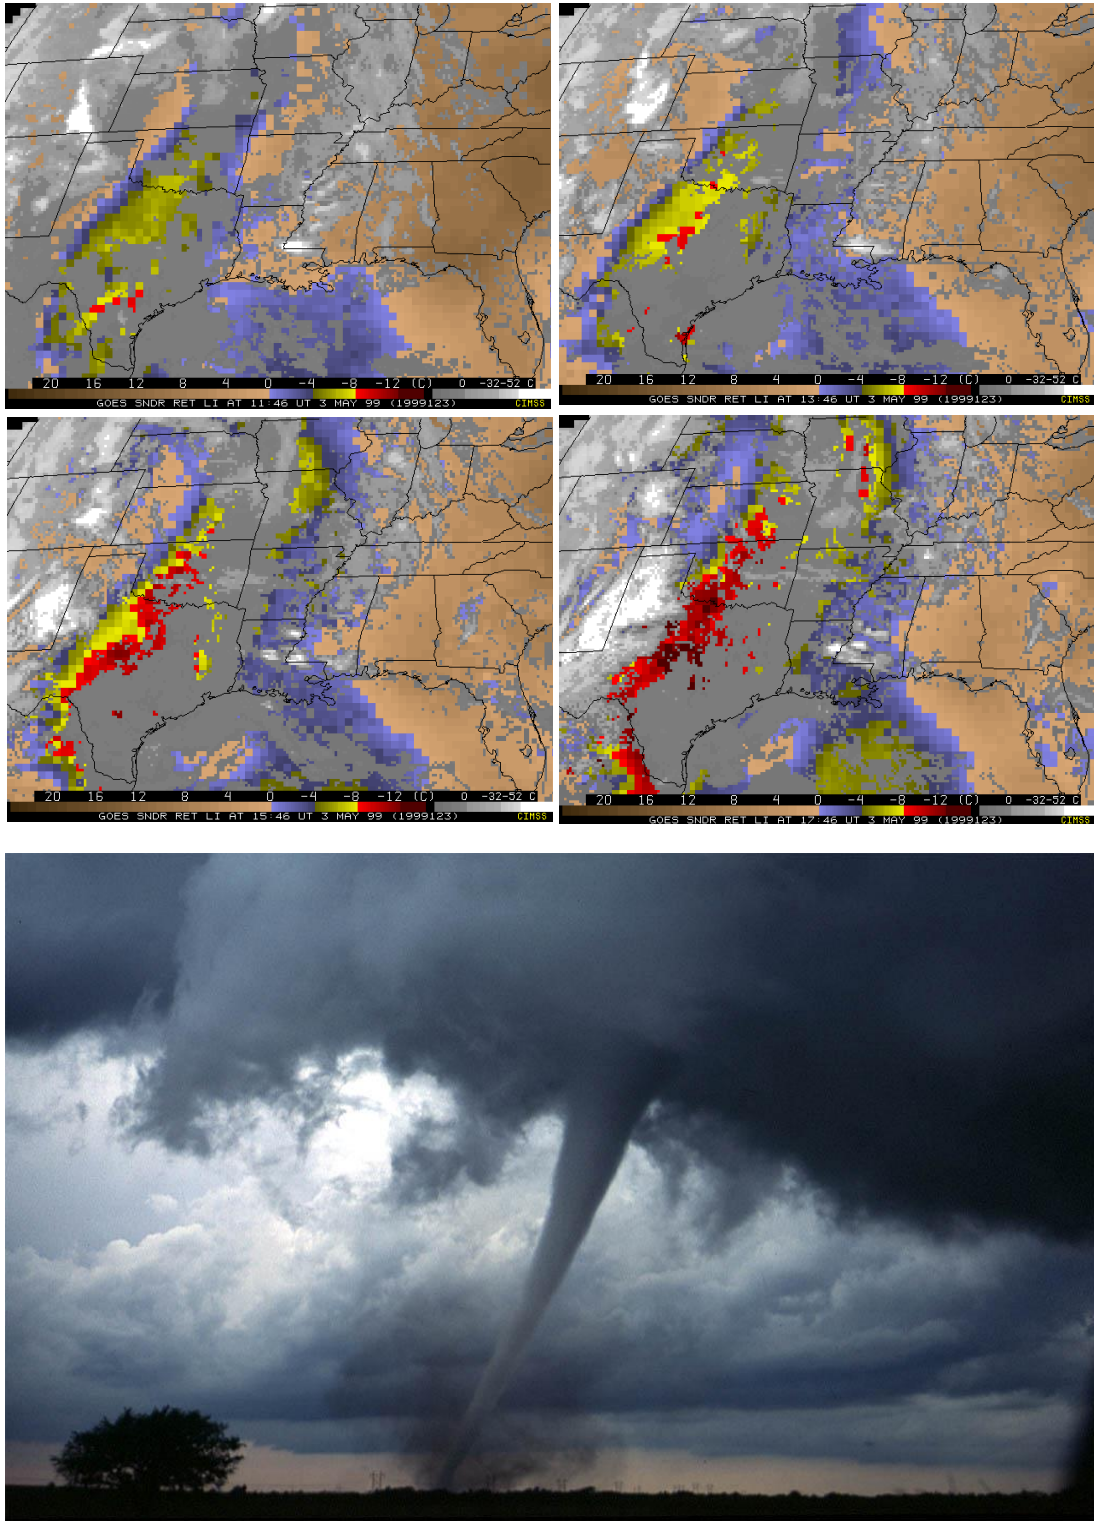 20 16 12 8 4 0 -4 -8 -12 (C) 0 -32-52 C
GOES SNDR RET LI AT 11:46 UT 3 MAY 99 (1999123) CIMSS
20 16 12 8 4 0 -4 -8 -12 (C) 0 -32-52 C
GOES SNDR RET LI AT 13:46 UT 3 MAY 99 (1999123) CIMSS
20 16 12 8 4 0 -4 -8 -12 (C) 0 -32-52 C
GOES SNDR RET LI AT 15:46 UT 3 MAY 99 (1999123) CIMSS
20 16 12 8 4 0 -4 -8 -12 (C) 0 -32-52 C
GOES SNDR RET LI AT 17:46 UT 3 MAY 99 (1999123) CIMSS